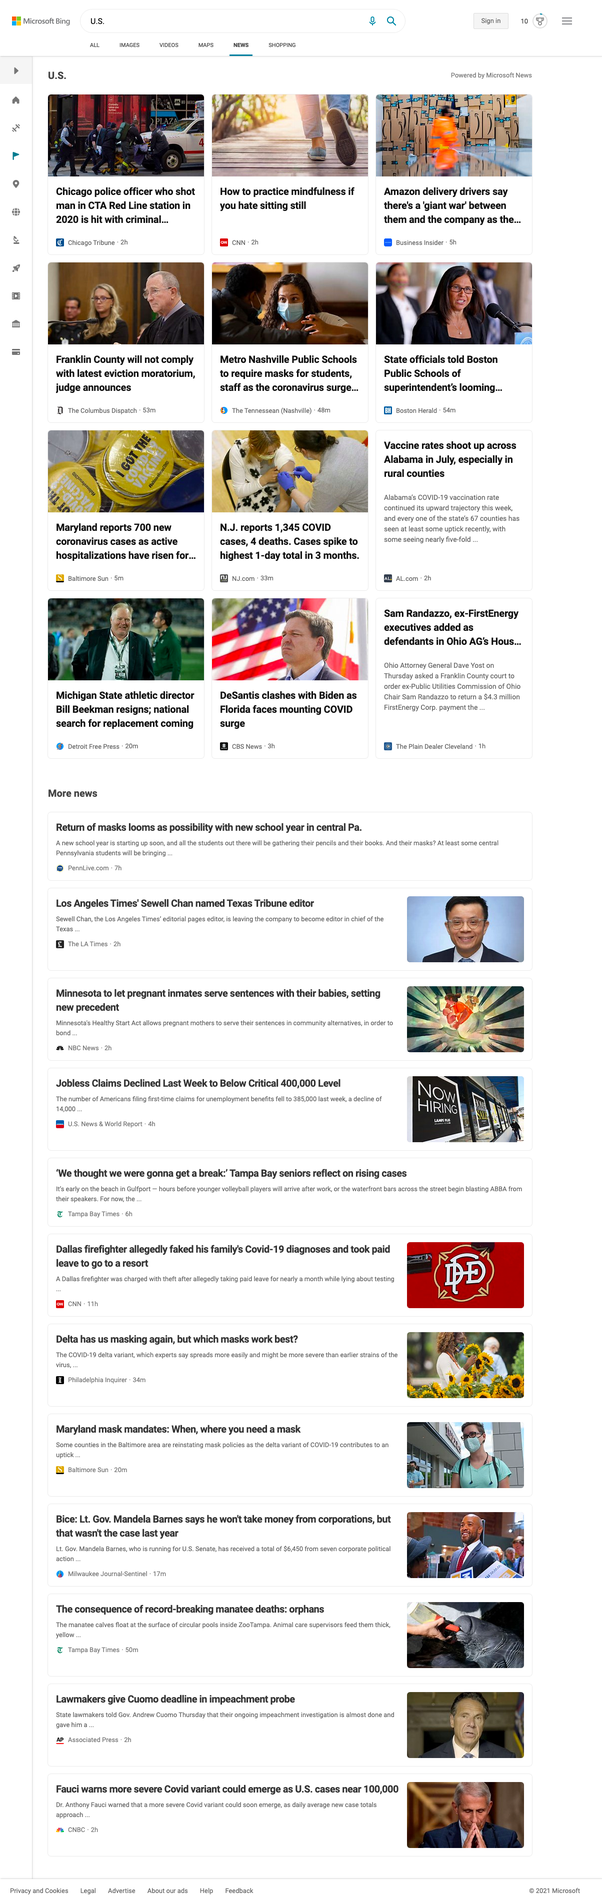 Microsoft Bing
U.S.
Sign in
10
ALL IMAGES VIDEOS MAPS NEWS SHOPPING
U.S.
Powered by Microsoft News
Chicago police officer who shot
man in CTA Red Line station in
2020 is hit with criminal...
Chicago Tribune · 2h
How to practice mindfulness if
you hate sitting still
CNN · 2h
Amazon delivery drivers say
there's a 'giant war' between
them and the company as the...
Business Insider · 5h
Franklin County will not comply
with latest eviction moratorium,
judge announces
The Columbus Dispatch · 53m
Metro Nashville Public Schools
to require masks for students,
staff as the coronavirus surge...
The Tennessean (Nashville) · 48m
State officials told Boston
Public Schools of
superintendent's looming...
Boston Herald · 54m
I GOT THE
Maryland reports 700 new
coronavirus cases as active
hospitalizations have risen for...
Baltimore Sun · 5m
N.J. reports 1,345 COVID
cases, 4 deaths. Cases spike to
highest 1-day total in 3 months.
NJ.com · 33m
Vaccine rates shoot up across
Alabama in July, especially in
rural counties
Alabama's COVID-19 vaccination rate
continued its upward trajectory this week,
and every one of the state's 67 counties has
seen at least some uptick recently, with
some seeing nearly five-fold ...
AL.com · 2h
Michigan State athletic director
Bill Beekman resigns; national
search for replacement coming
Detroit Free Press · 20m
DeSantis clashes with Biden as
Florida faces mounting COVID
surge
CBS News · 3h
Sam Randazzo, ex-FirstEnergy
executives added as
defendants in Ohio AG's Hous...
Ohio Attorney General Dave Yost on
Thursday asked a Franklin County court to
order ex-Public Utilities Commission of Ohio
Chair Sam Randazzo to return a $4.3 million
FirstEnergy Corp. payment the ...
The Plain Dealer Cleveland · 1h
More news
Return of masks looms as possibility with new school year in central Pa.
A new school year is starting up soon, and all the students out there will be gathering their pencils and their books. And their masks? At least some central
Pennsylvania students will be bringing ...
PennLive.com · 7h
Los Angeles Times' Sewell Chan named Texas Tribune editor
Sewell Chan, the Los Angeles Times' editorial pages editor, is leaving the company to become editor in chief of the
Texas ...
The LA Times · 2h
Minnesota to let pregnant inmates serve sentences with their babies, setting
new precedent
Minnesota's Healthy Start Act allows pregnant mothers to serve their sentences in community alternatives, in order to
bond ...
NBC News · 2h
Jobless Claims Declined Last Week to Below Critical 400,000 Level
The number of Americans filing first-time claims for unemployment benefits fell to 385,000 last week, a decline of
14,000 ...
U.S. News & World Report · 4h
NOW
HIRING
'We thought we were gonna get a break:' Tampa Bay seniors reflect on rising cases
It's early on the beach in Gulfport — hours before younger volleyball players will arrive after work, or the waterfront bars across the street begin blasting ABBA from
their speakers. For now, the ...
Tampa Bay Times · 6h
Dallas firefighter allegedly faked his family's Covid-19 diagnoses and took paid
leave to go to a resort
A Dallas firefighter was charged with theft after allegedly taking paid leave for nearly a month while lying about testing
...
CNN · 11h
Delta has us masking again, but which masks work best?
The COVID-19 delta variant, which experts say spreads more easily and might be more severe than earlier strains of the
virus, ...
Philadelphia Inquirer · 34m
Maryland mask mandates: When, where you need a mask
Some counties in the Baltimore area are reinstating mask policies as the delta variant of COVID-19 contributes to an
uptick ...
Baltimore Sun · 20m
Bice: Lt. Gov. Mandela Barnes says he won't take money from corporations, but
that wasn't the case last year
Lt. Gov. Mandela Barnes, who is running for U.S. Senate, has received a total of $6,450 from seven corporate political
action ...
Milwaukee Journal-Sentinel · 17m
The consequence of record-breaking manatee deaths: orphans
The manatee calves float at the surface of circular pools inside ZooTampa. Animal care supervisors feed them thick,
yellow ...
Tampa Bay Times · 50m
Lawmakers give Cuomo deadline in impeachment probe
State lawmakers told Gov. Andrew Cuomo Thursday that their ongoing impeachment investigation is almost done and
gave him a ...
AP
Associated Press · 2h
Fauci warns more severe Covid variant could emerge as U.S. cases near 100,000
Dr. Anthony Fauci warned that a more severe Covid variant could soon emerge, as daily average new case totals
approach ...
CNBC · 2h
Privacy and Cookies Legal Advertise About our ads Help Feedback
© 2021 Microsoft